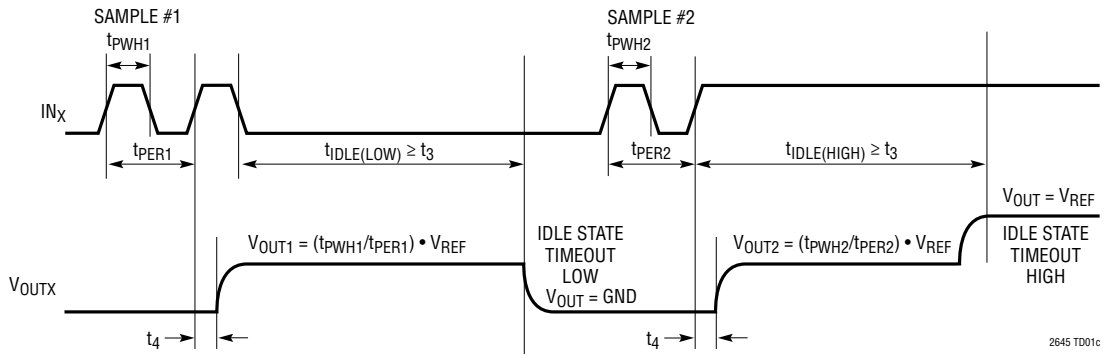 SAMPLE #1
tPWH1
SAMPLE #2
tPWH2
INX
tPER1
tIDLE(LOW) ≥ t3
tPER2
tIDLE(HIGH) ≥ t3
VOUT = VREF
VOUT1 = (tPWH1/tPER1) • VREF
IDLE STATE
TIMEOUT
LOW
VOUT = GND
VOUT2 = (tPWH2/tPER2) • VREF
IDLE STATE
TIMEOUT
HIGH
VOUTX
t4
t4
2645 TD01c